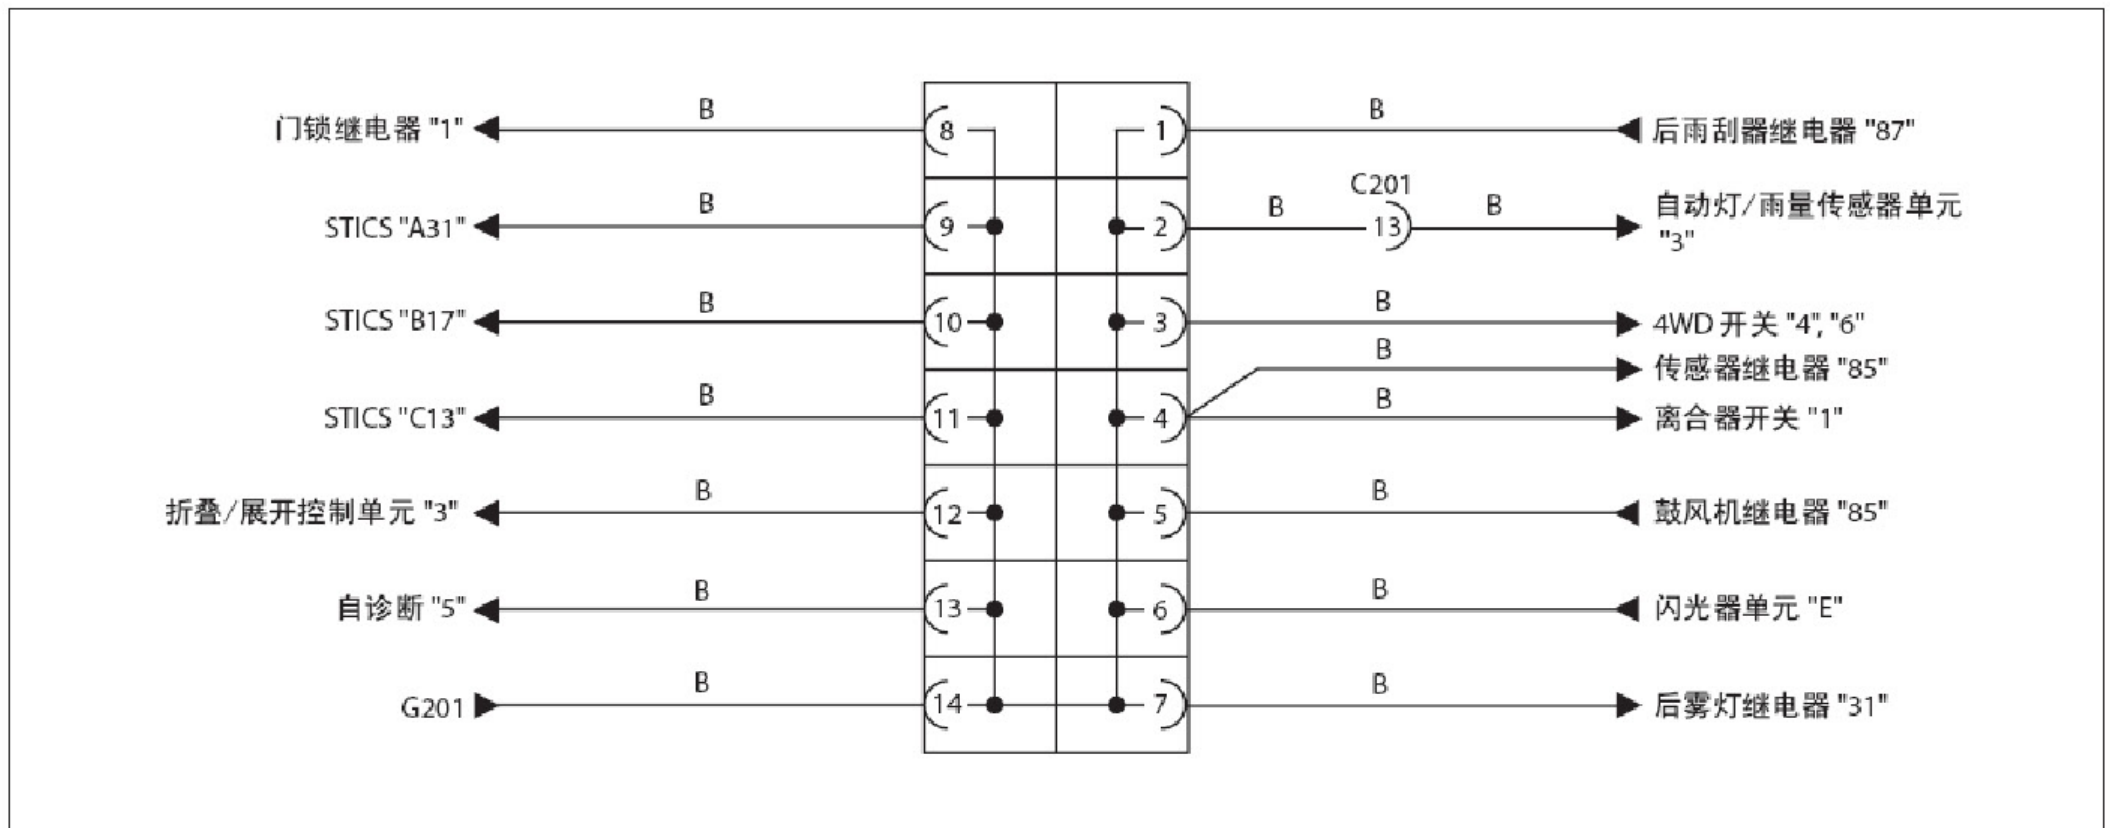 门锁继电器 "1"
B
8
1
B
后雨刮器继电器 "87"
STICS "A31"
B
9
2
B
C201
13
B
自动灯/雨量传感器单元
"3"
STICS "B17"
B
10
3
B
4WD 开关 "4", "6"
B
传感器继电器 "85"
STICS "C13"
B
11
4
B
离合器开关 "1"
折叠/展开控制单元 "3"
B
12
5
B
鼓风机继电器 "85"
自诊断 "5"
B
13
6
B
闪光器单元 "E"
G201
B
14
7
B
后雾灯继电器 "31"